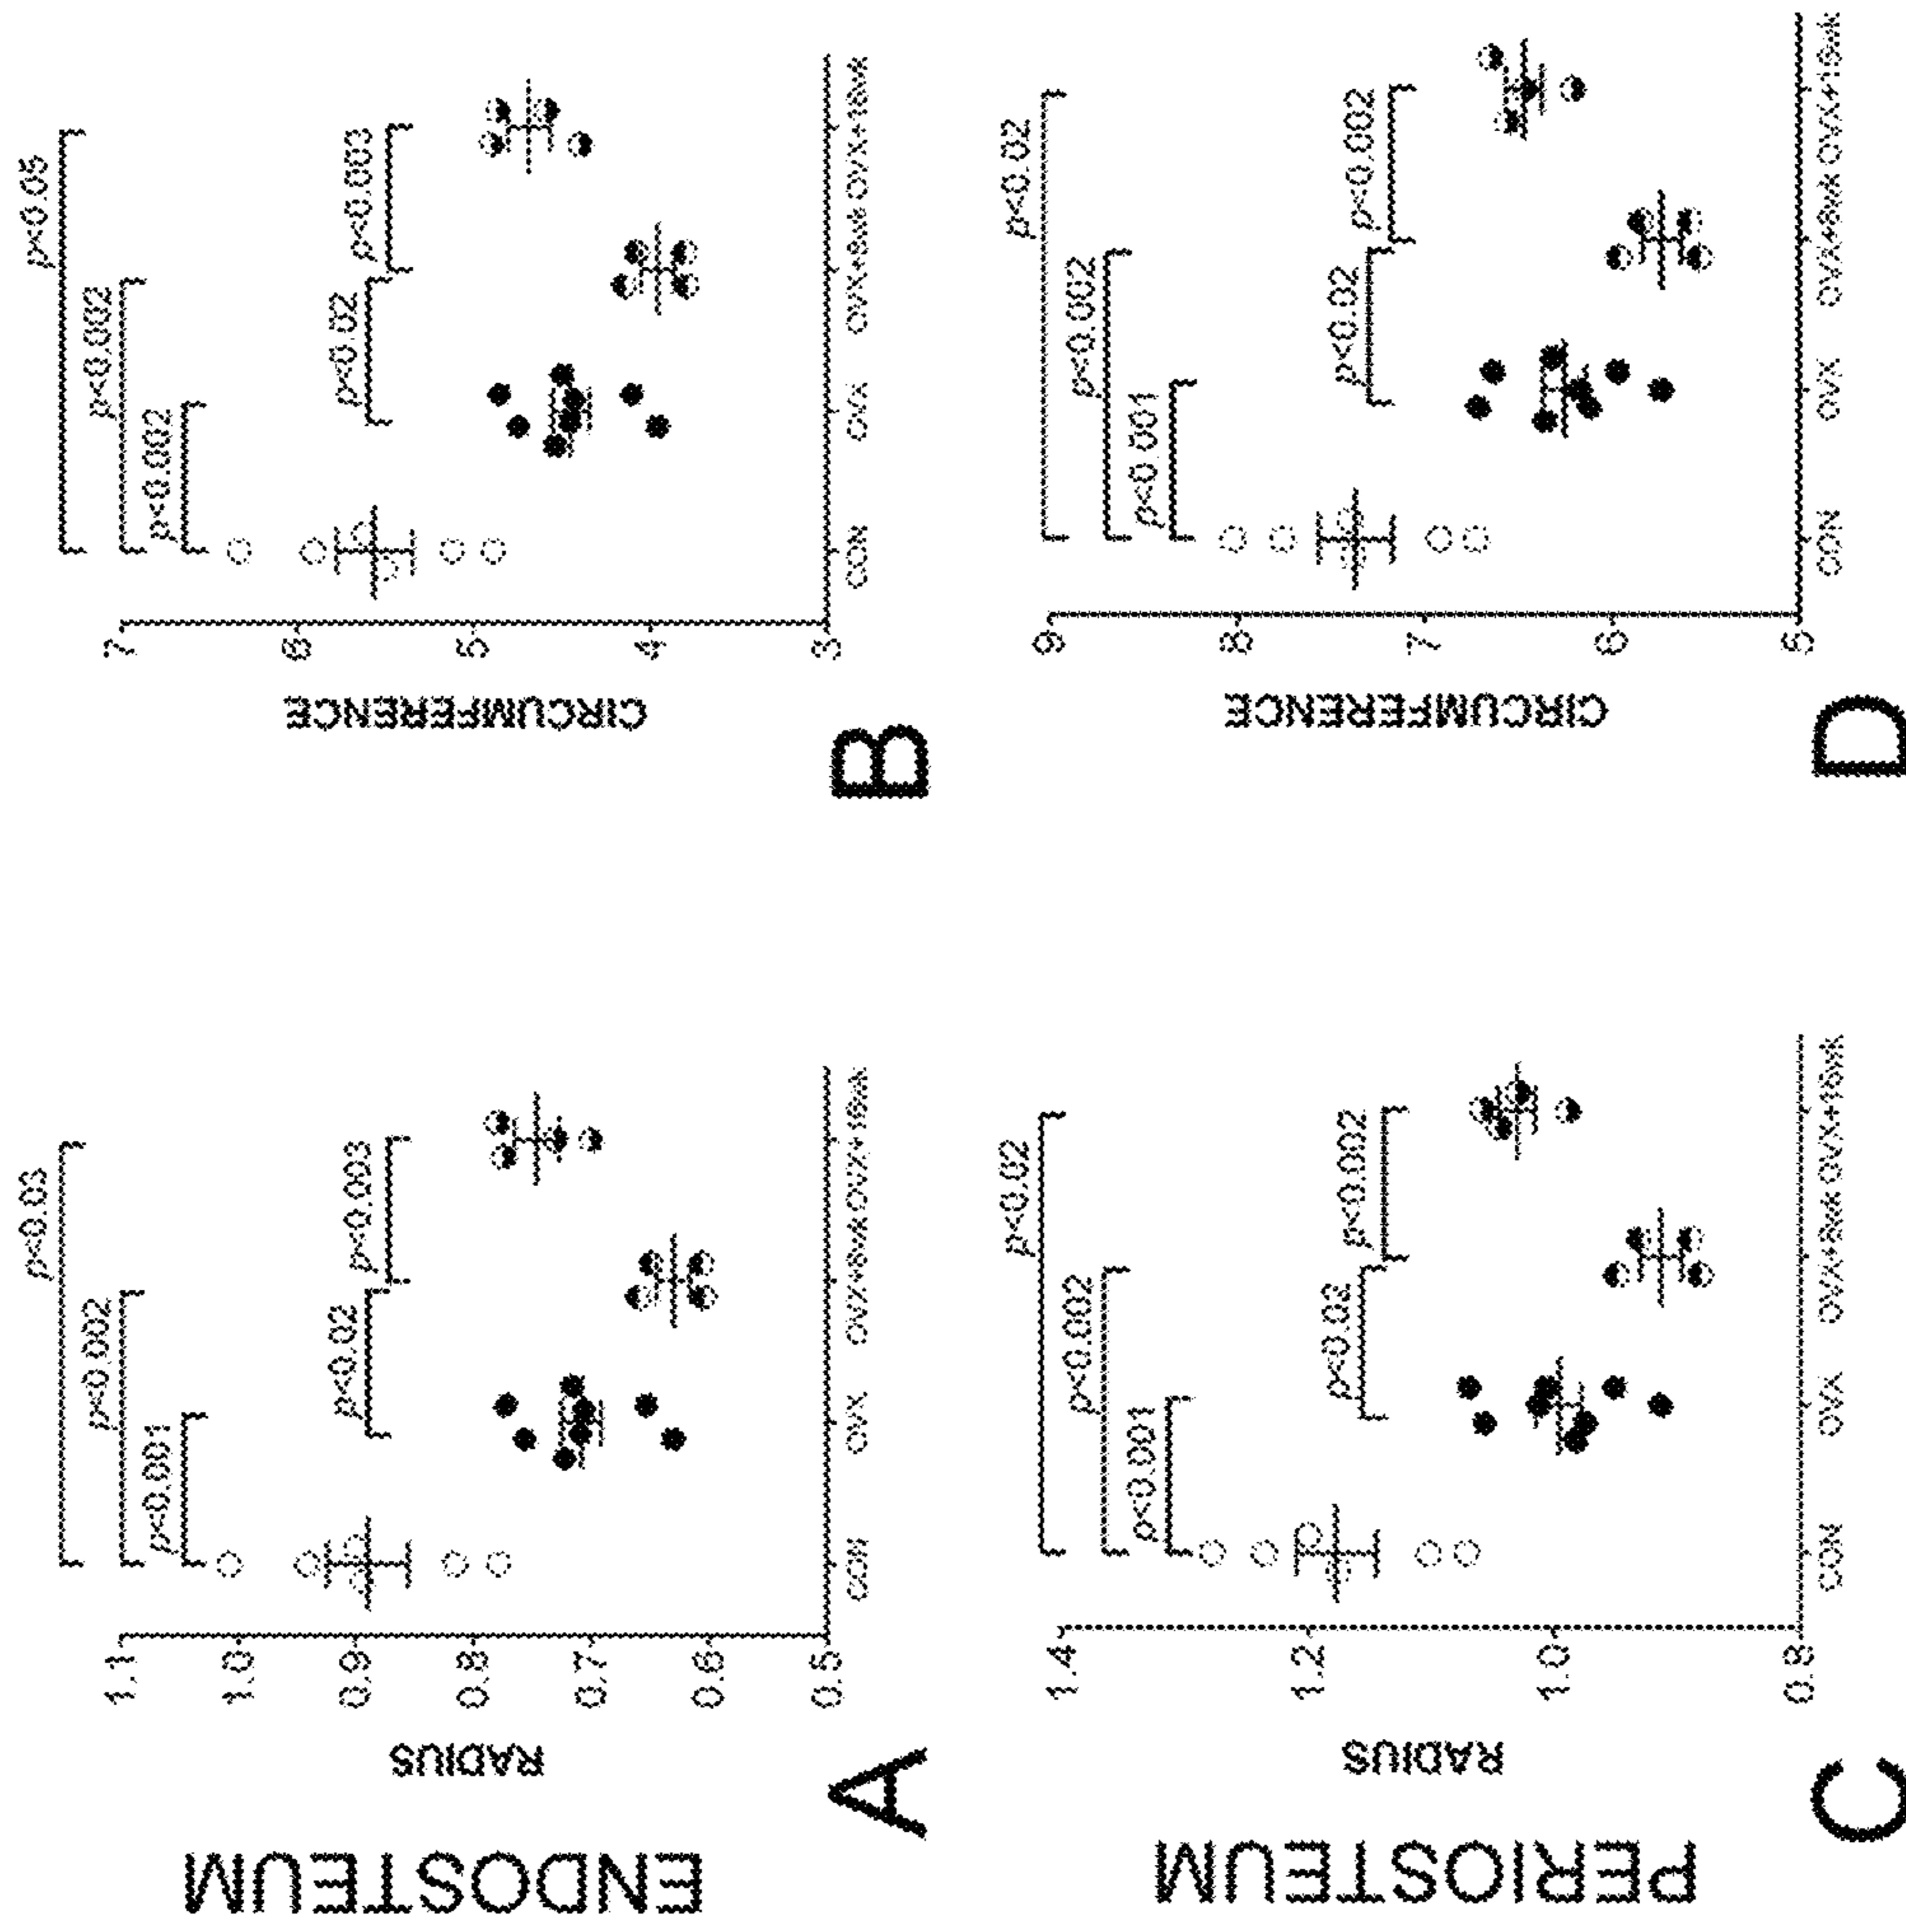 ENDOSTEUM
RADIUS
1.1
1.0
0.9
0.8
0.7
0.6
0.5
p<0.03
p<0.002
p<0.001
p<0.02
p<0.003
CON OVX OVX+8wk OVX+16wk
A
CIRCUMFERENCE
7
6
5
4
3
p<0.05
p<0.002
p<0.002
p<0.02
p<0.003
CON OVX OVX+8wk OVX+16wk
B
PERIOSTEUM
RADIUS
1.4
1.2
1.0
0.8
p<0.02
p<0.002
p<0.001
p<0.002
CON OVX OVX+8wk OVX+16wk
C
CIRCUMFERENCE
9
8
7
6
5
p<0.02
p<0.002
p<0.001
p<0.02
p<0.002
CON OVX OVX+8wk OVX+16wk
D